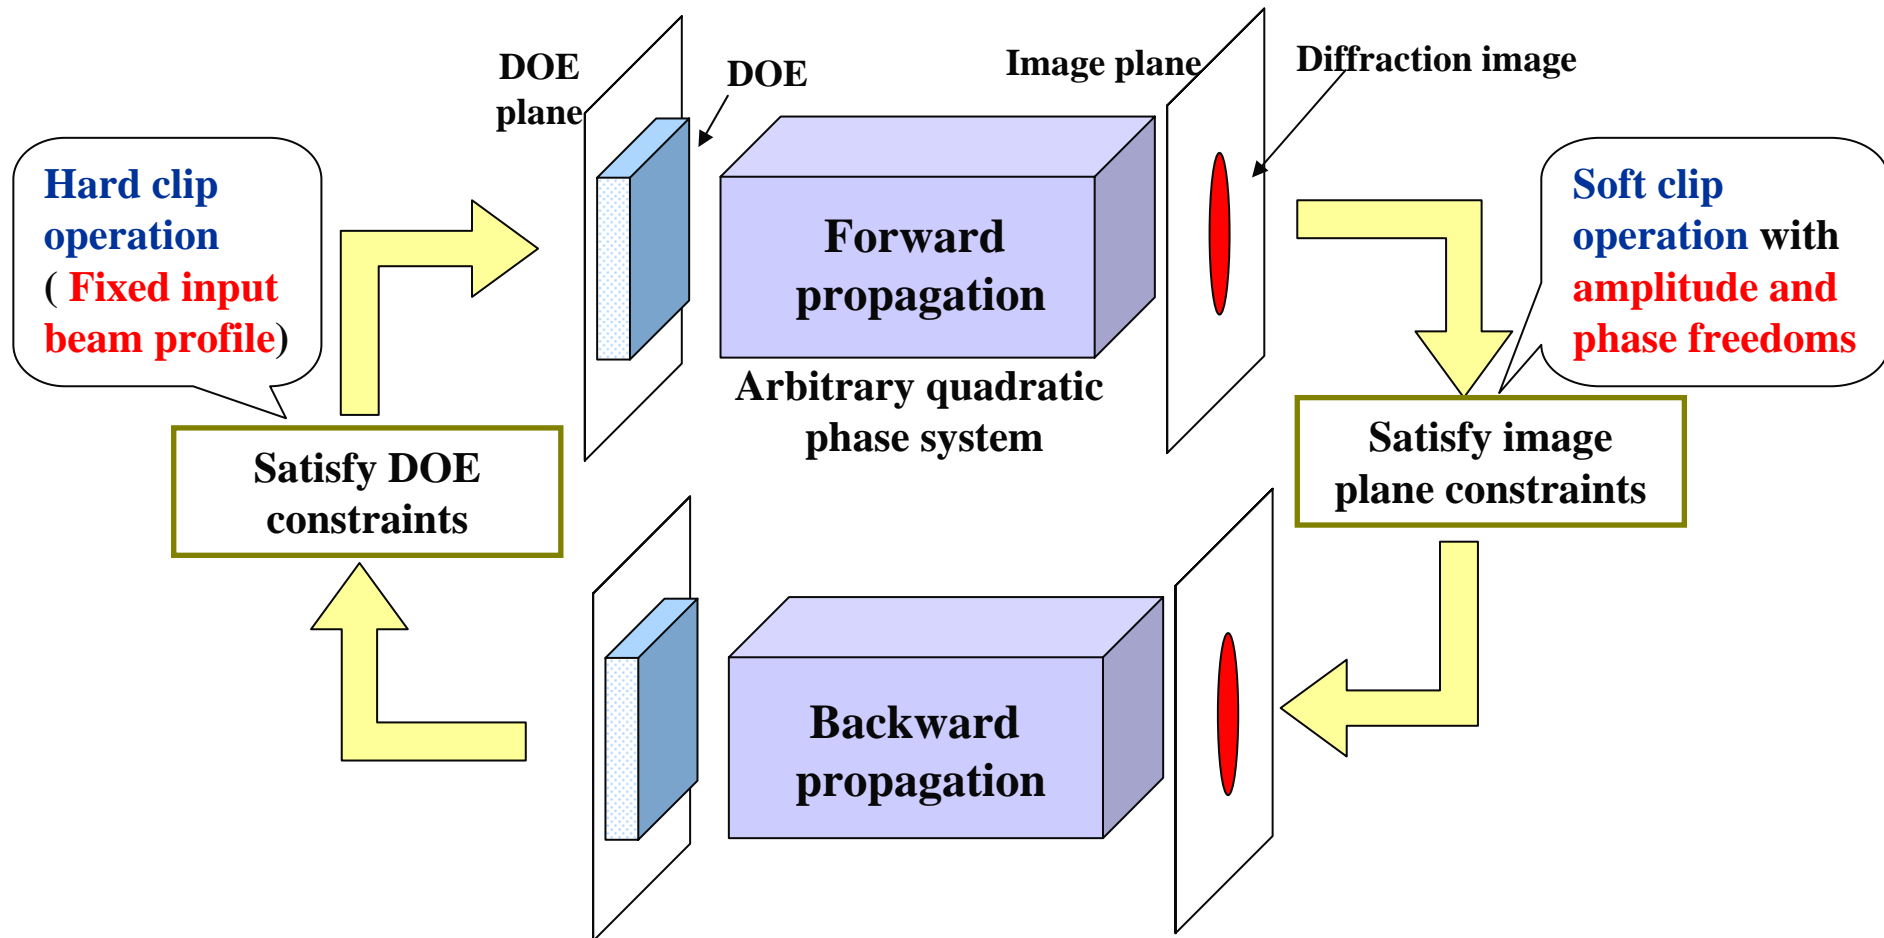 DOE
plane
DOE
Image plane
Diffraction image
Hard clip
operation
( Fixed input
beam profile)
Forward
propagation
Soft clip
operation with
amplitude and
phase freedoms
Arbitrary quadratic
phase system
Satisfy DOE
constraints
Satisfy image
plane constraints
Backward
propagation